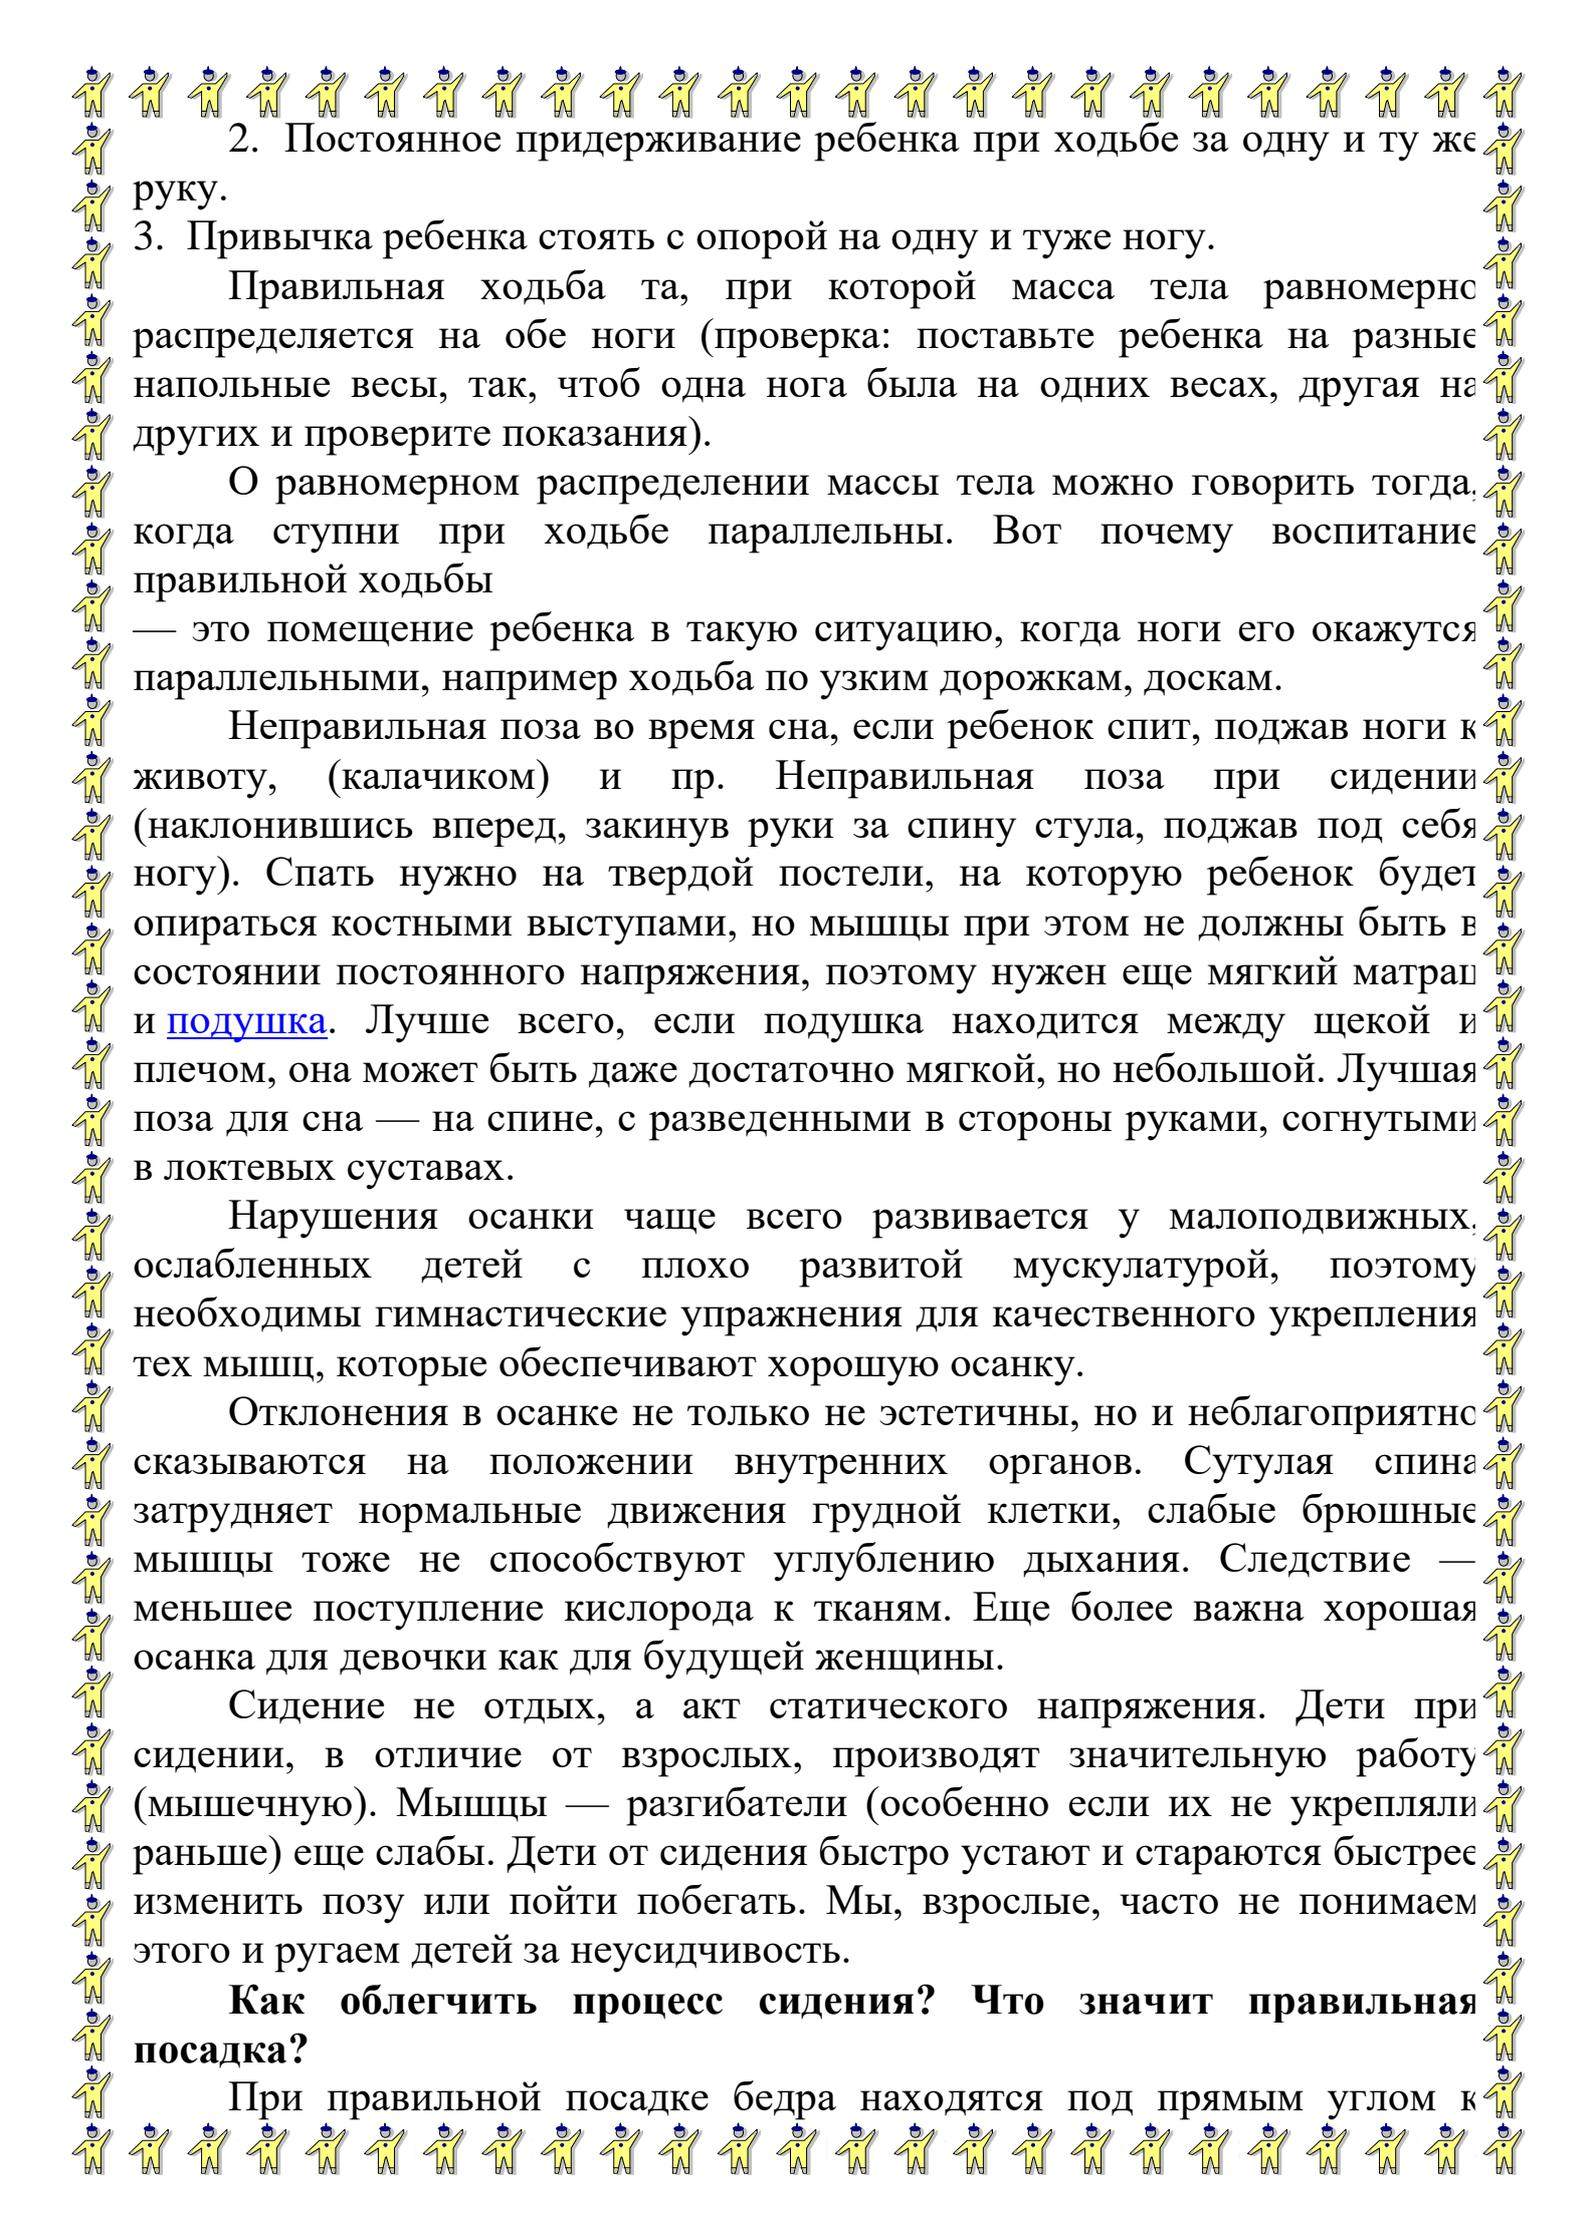 2. Постоянное придерживание ребенка при ходьбе за одну и ту же
руку.
3. Привычка ребенка стоять с опорой на одну и туже ногу.
Правильная ходьба та, при которой масса тела равномерно
распределяется на обе ноги (проверка: поставьте ребенка на разные
напольные весы, так, чтоб одна нога была на одних весах, другая на
других и проверите показания).
О равномерном распределении массы тела можно говорить тогда,
когда ступни при ходьбе параллельны. Вот почему воспитание
правильной ходьбы
— это помещение ребенка в такую ситуацию, когда ноги его окажутся
параллельными, например ходьба по узким дорожкам, доскам.
Неправильная поза во время сна, если ребенок спит, поджав ноги к
животу, (калачиком) и пр. Неправильная поза при сидении
(наклонившись вперед, закинув руки за спину стула, поджав под себя
ногу). Спать нужно на твердой постели, на которую ребенок будет
опираться костными выступами, но мышцы при этом не должны быть в
состоянии постоянного напряжения, поэтому нужен еще мягкий матрац
и подушка. Лучше всего, если подушка находится между щекой и
плечом, она может быть даже достаточно мягкой, но небольшой. Лучшая
поза для сна — на спине, с разведенными в стороны руками, согнутыми
в локтевых суставах.
Нарушения осанки чаще всего развивается у малоподвижных,
ослабленных детей с плохо развитой мускулатурой, поэтому
необходимы гимнастические упражнения для качественного укрепления
тех мышц, которые обеспечивают хорошую осанку.
Отклонения в осанке не только не эстетичны, но и неблагоприятно
сказываются на положении внутренних органов. Сутулая спина
затрудняет нормальные движения грудной клетки, слабые брюшные
мышцы тоже не способствуют углублению дыхания. Следствие —
меньшее поступление кислорода к тканям. Еще более важна хорошая
осанка для девочки как для будущей женщины.
Сидение не отдых, а акт статического напряжения. Дети при
сидении, в отличие от взрослых, производят значительную работу
(мышечную). Мышцы — разгибатели (особенно если их не укрепляли
раньше) еще слабы. Дети от сидения быстро устают и стараются быстрее
изменить позу или пойти побегать. Мы, взрослые, часто не понимаем
этого и ругаем детей за неусидчивость.
Как облегчить процесс сидения? Что значит правильная
посадка?
При правильной посадке бедра находятся под прямым углом к